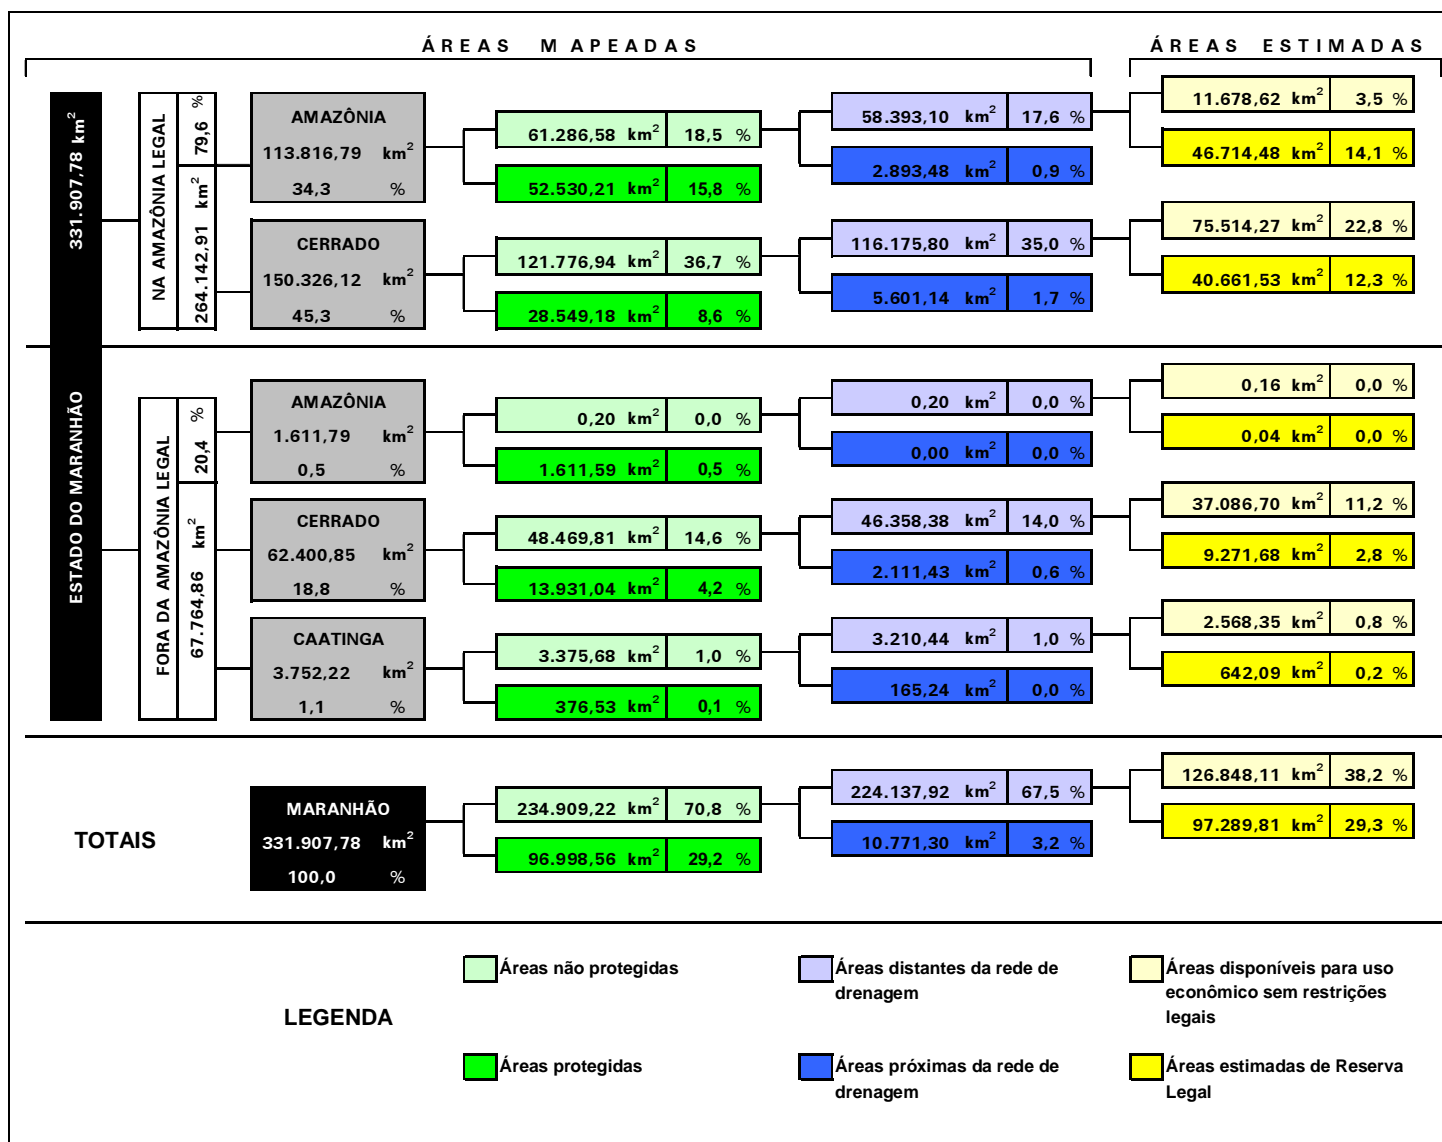 ÁREAS MAPEADAS
ÁREAS ESTIMADAS
ESTADO DO MARANHÃO 331.907,78 km²
NA AMAZÔNIA LEGAL
264.142,91 km² 79,6 %
AMAZÔNIA
113.816,79 km²
34,3 %
61.286,58 km² 18,5 %
52.530,21 km² 15,8 %
58.393,10 km² 17,6 %
2.893,48 km² 0,9 %
11.678,62 km² 3,5 %
46.714,48 km² 14,1 %
CERRADO
150.326,12 km²
45,3 %
121.776,94 km² 36,7 %
28.549,18 km² 8,6 %
116.175,80 km² 35,0 %
5.601,14 km² 1,7 %
75.514,27 km² 22,8 %
40.661,53 km² 12,3 %
FORA DA AMAZÔNIA LEGAL
67.764,86 km² 20,4 %
AMAZÔNIA
1.611,79 km²
0,5 %
0,20 km² 0,0 %
1.611,59 km² 0,5 %
0,20 km² 0,0 %
0,00 km² 0,0 %
0,16 km² 0,0 %
0,04 km² 0,0 %
CERRADO
62.400,85 km²
18,8 %
48.469,81 km² 14,6 %
13.931,04 km² 4,2 %
46.358,38 km² 14,0 %
2.111,43 km² 0,6 %
37.086,70 km² 11,2 %
9.271,68 km² 2,8 %
CAATINGA
3.752,22 km²
1,1 %
3.375,68 km² 1,0 %
376,53 km² 0,1 %
3.210,44 km² 1,0 %
165,24 km² 0,0 %
2.568,35 km² 0,8 %
642,09 km² 0,2 %
TOTAIS
MARANHÃO
331.907,78 km²
100,0 %
234.909,22 km² 70,8 %
96.998,56 km² 29,2 %
224.137,92 km² 67,5 %
10.771,30 km² 3,2 %
126.848,11 km² 38,2 %
97.289,81 km² 29,3 %
LEGENDA
Áreas não protegidas
Áreas protegidas
Áreas distantes da rede de
drenagem
Áreas próximas da rede de
drenagem
Áreas disponíveis para uso
econômico sem restrições
legais
Áreas estimadas de Reserva
Legal